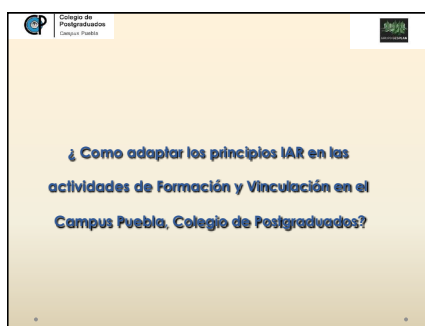 Colegio de
Postgraduados
Campus Puebla
¿ Como adaptar los principios IAR en las
actividades de Formación y Vinculación en el
Campus Puebla, Colegio de Postgraduados?